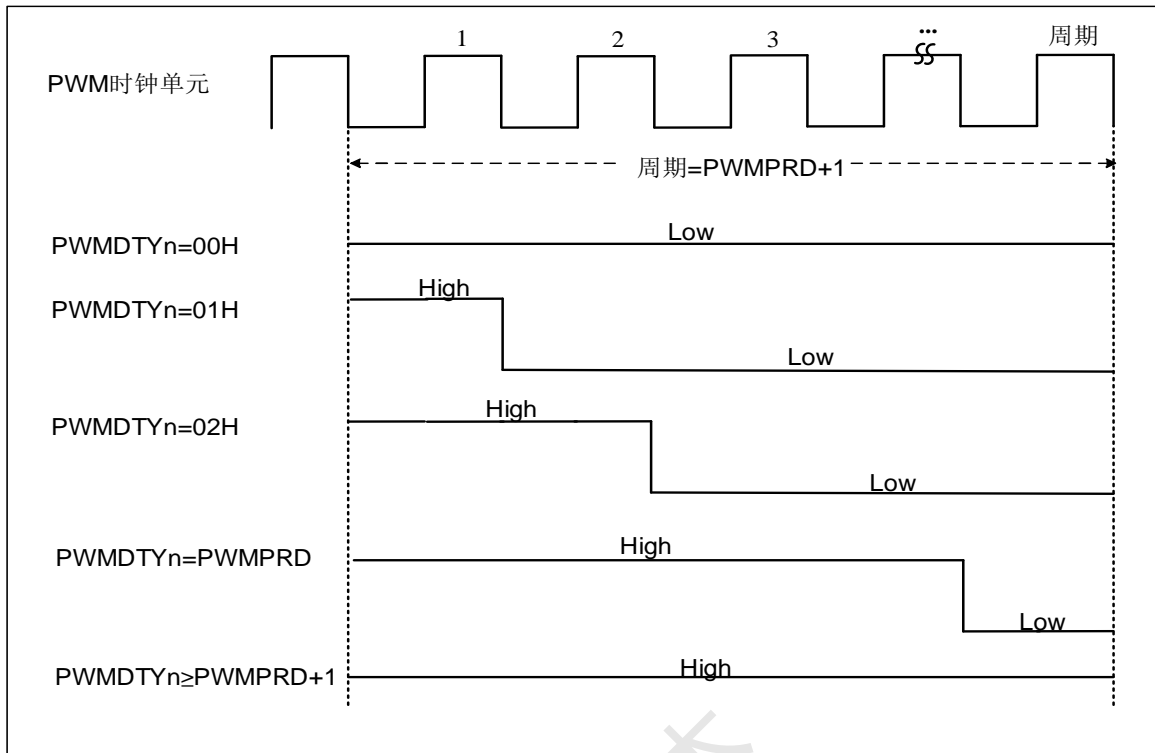 1 2 3 ... 周期
PWM时钟单元
周期=PWMPRD+1
PWMDTYn=00H
Low
PWMDTYn=01H
High
Low
PWMDTYn=02H
High
Low
PWMDTYn=PWMPRD
High
Low
PWMDTYn≥PWMPRD+1
High